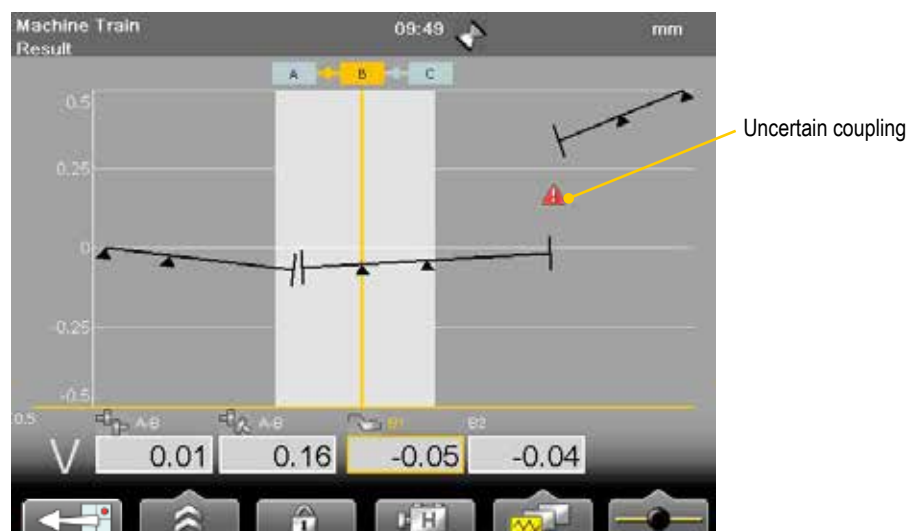 Machine Train 09:49 mm
Result
A B C
0.5
0.25
Uncertain coupling
0
-0.25
-0.5
0.5 A-B A-B B1 B2
V 0.01 0.16 -0.05 -0.04
H